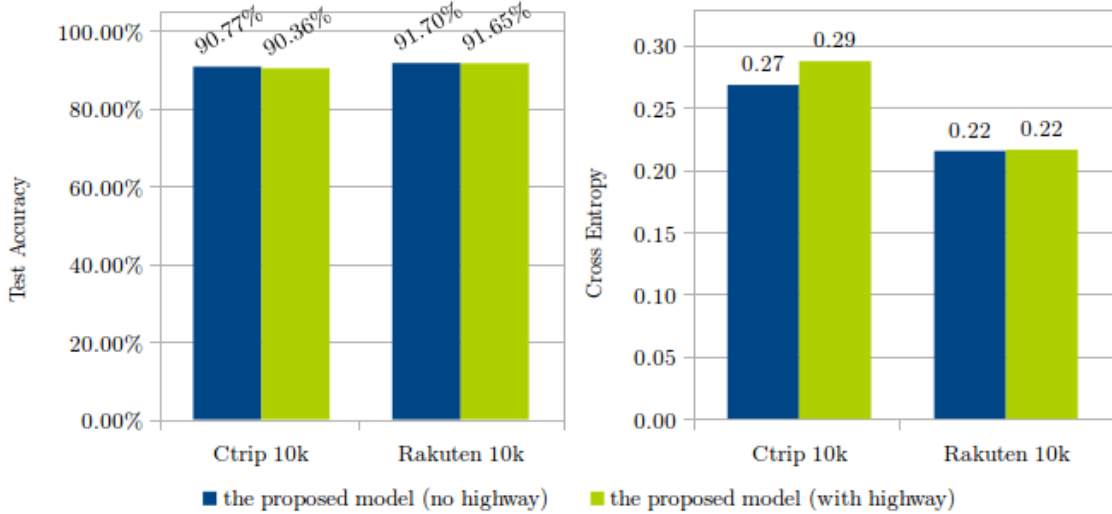 Test Accuracy
100.00%
80.00%
60.00%
40.00%
20.00%
0.00%
90.77%
90.36%
91.70%
91.65%
Ctrip 10k
Rakuten 10k
Cross Entropy
0.30
0.25
0.20
0.15
0.10
0.05
0.00
0.27
0.29
0.22
0.22
Ctrip 10k
Rakuten 10k
the proposed model (no highway)
the proposed model (with highway)